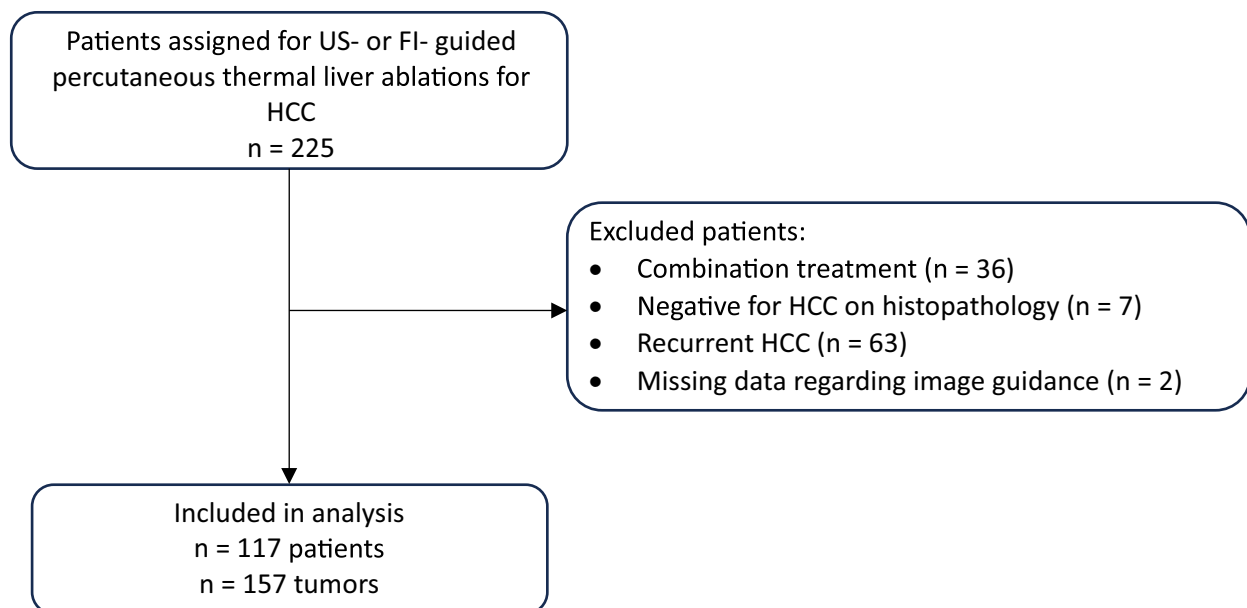 Patients assigned for US- or FI- guided
percutaneous thermal liver ablations for
HCC
n = 225
Excluded patients:
• Combination treatment (n = 36)
• Negative for HCC on histopathology (n = 7)
• Recurrent HCC (n = 63)
• Missing data regarding image guidance (n = 2)
Included in analysis
n = 117 patients
n = 157 tumors